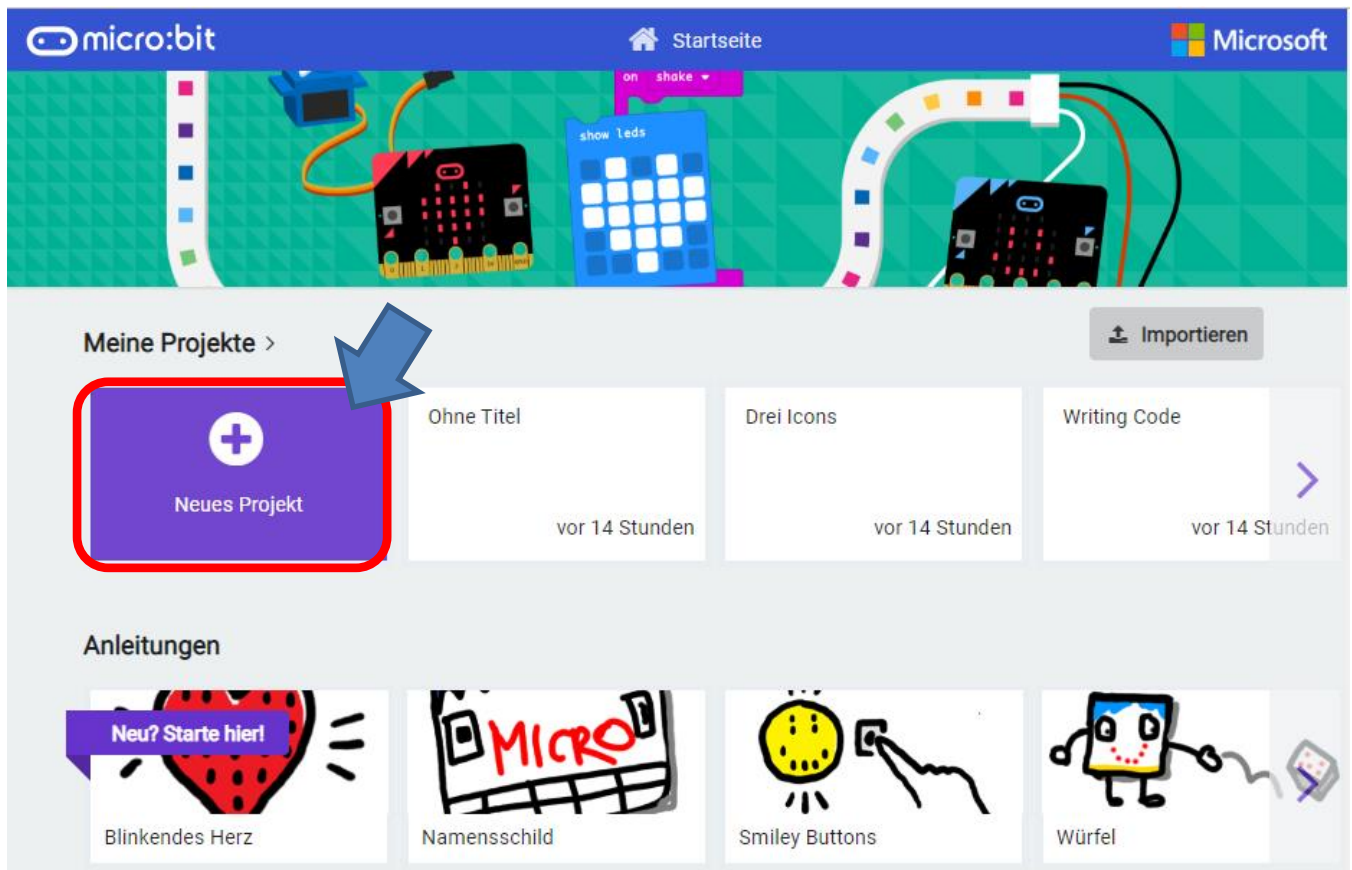 micro:bit
Startseite
Microsoft
on shake
show leds
Meine Projekte >
Importieren
Neues Projekt
Ohne Titel
vor 14 Stunden
Drei Icons
vor 14 Stunden
Writing Code
vor 14 Stunden
Anleitungen
Neu? Starte hier!
MICRO
Blinkendes Herz
Namensschild
Smiley Buttons
Würfel